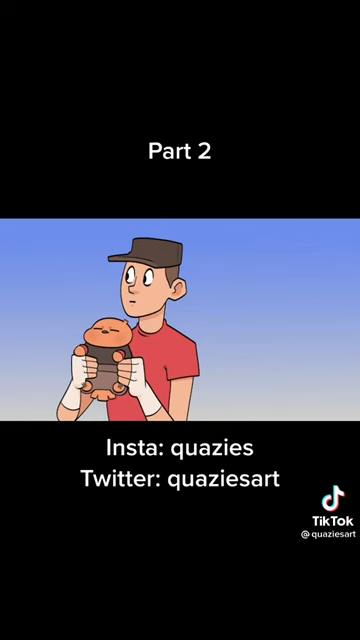 Part 2
Insta: quazies
Twitter: quaziesart
TikTok
@ quaziesart